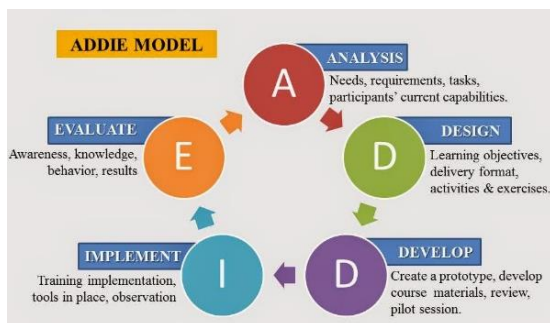 ADDIE MODEL
A
ANALYSIS
Needs, requirements, tasks,
participants' current capabilities.
D
DESIGN
Learning objectives,
delivery format,
activities & exercises.
D
DEVELOP
Create a prototype, develop
course materials, review,
pilot session.
I
IMPLEMENT
Training implementation,
tools in place, observation
E
EVALUATE
Awareness, knowledge,
behavior, results